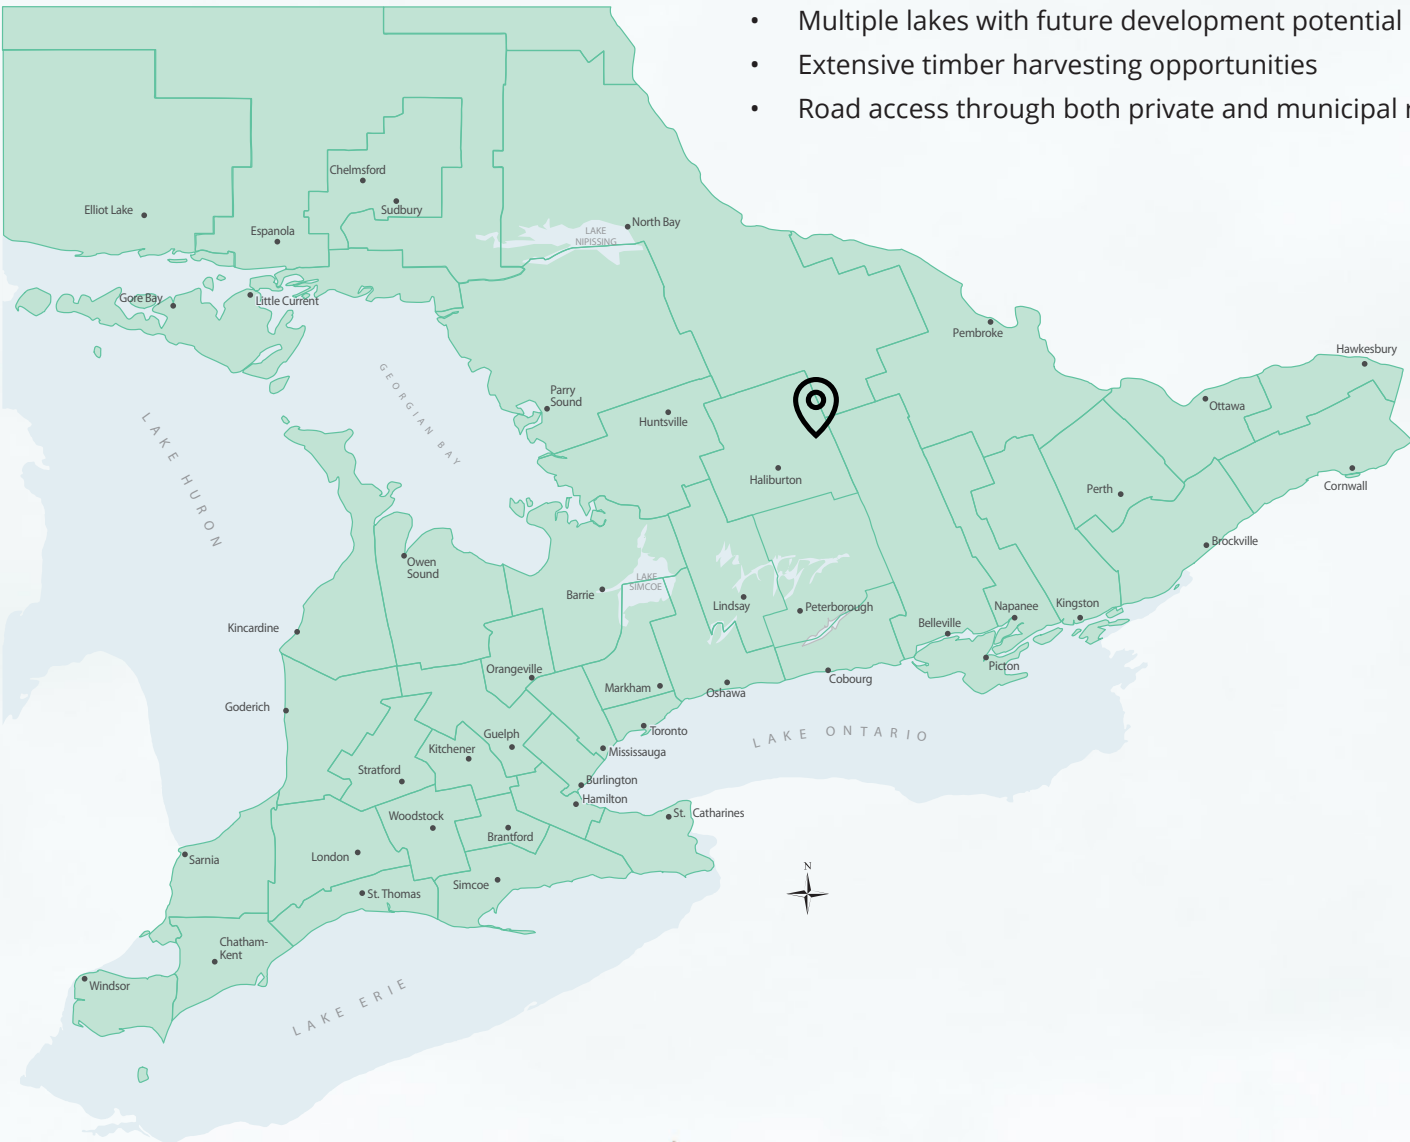 • Multiple lakes with future development potential
• Extensive timber harvesting opportunities
• Road access through both private and municipal
Chelmsford
Elliot Lake
Sudbury
North Bay
Espanola
LAKE
NIPISSING
Gore Bay
Little Current
Pembroke
Hawkesbury
GEORGIAN BAY
Parry
Sound
Huntsville
Ottawa
LAKE HURON
Haliburton
Perth
Cornwall
Brockville
Owen
Sound
LAKE
SIMCOE
Barrie
Lindsay
Peterborough
Napanee
Kingston
Belleville
Kincardine
Orangeville
Picton
Markham
Oshawa
Cobourg
Goderich
Toronto
LAKE ONTARIO
Guelph
Kitchener
Mississauga
Stratford
Burlington
Hamilton
Woodstock
St. Catharines
Brantford
London
Sarnia
N
Simcoe
St. Thomas
Chatham-
Kent
Windsor
LAKE ERIE